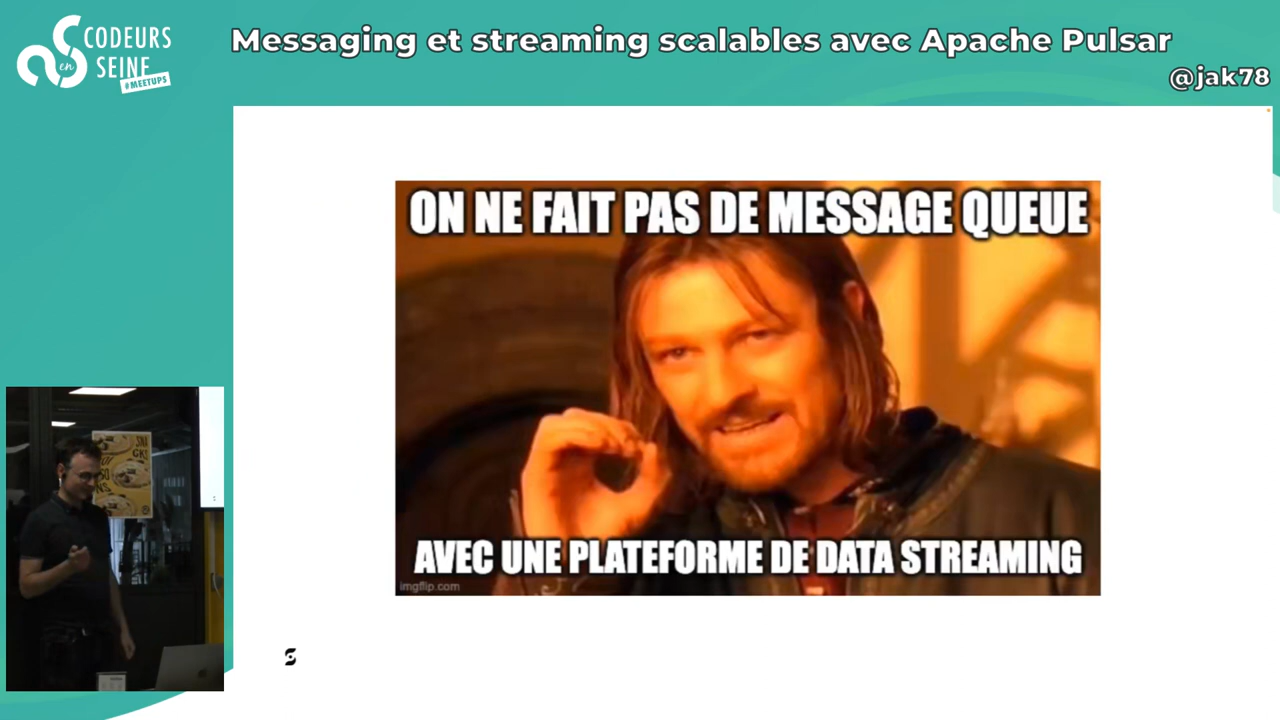 CODEURS
en
SEINE
#MEETUPS
Messaging et streaming scalables avec Apache Pulsar
@jak78
ON NE FAIT PAS DE MESSAGE QUEUE
AVEC UNE PLATEFORME DE DATA STREAMING
imgflip.com